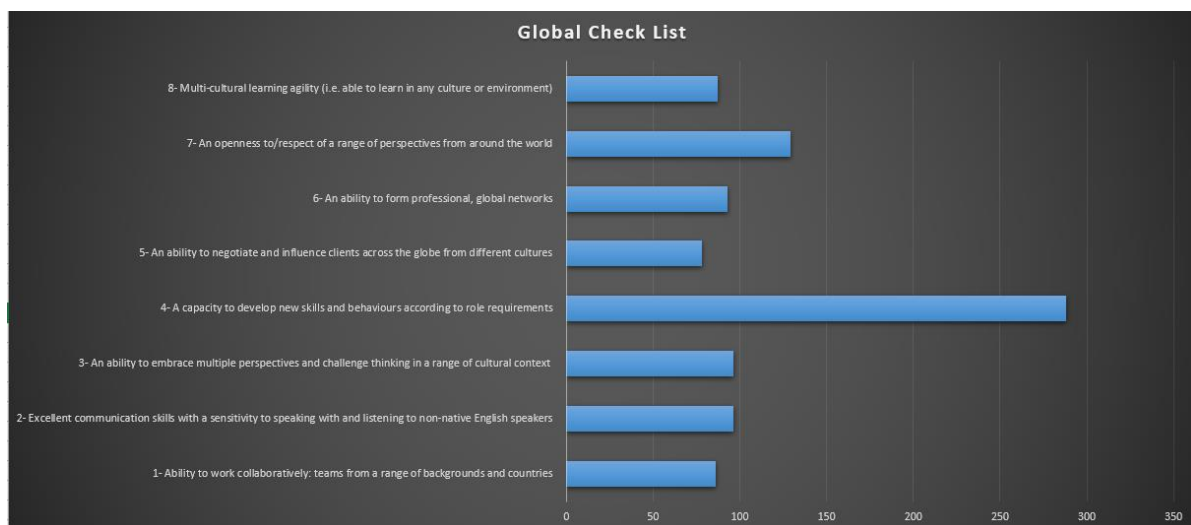 Global Check List
8- Multi-cultural learning agility (i.e. able to learn in any culture or environment)
7- An openness to/respect of a range of perspectives from around the world
6- An ability to form professional, global networks
5- An ability to negotiate and influence clients across the globe from different cultures
4- A capacity to develop new skills and behaviours according to role requirements
3- An ability to embrace multiple perspectives and challenge thinking in a range of cultural context
2- Excellent communication skills with a sensitivity to speaking with and listening to non-native English speakers
1- Ability to work collaboratively: teams from a range of backgrounds and countries
0 50 100 150 200 250 300 350